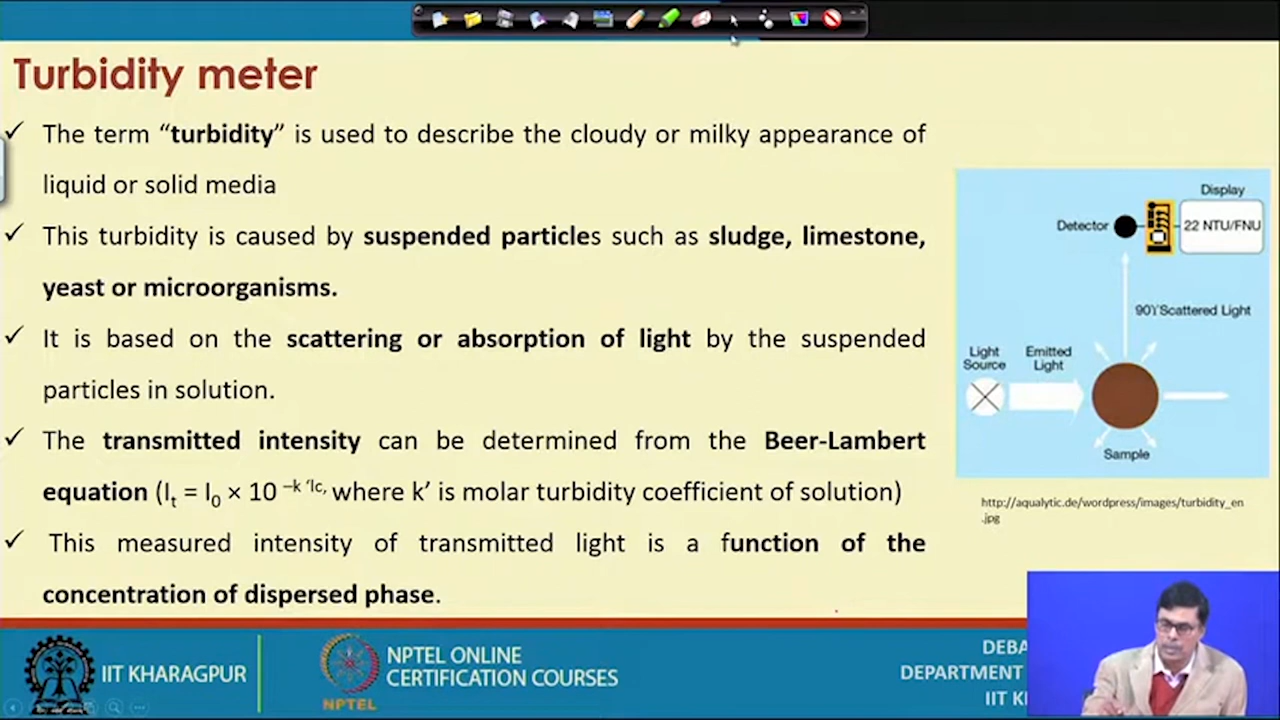 Turbidity meter
✓ The term “turbidity” is used to describe the cloudy or milky appearance of
liquid or solid media
✓ This turbidity is caused by suspended particles such as sludge, limestone,
yeast or microorganisms.
✓ It is based on the scattering or absorption of light by the suspended
particles in solution.
✓ The transmitted intensity can be determined from the Beer-Lambert
equation (It = I0 × 10 –k ‘lc, where k’ is molar turbidity coefficient of solution)
✓ This measured intensity of transmitted light is a function of the
concentration of dispersed phase.
Display
Detector
22 NTU/FNU
90°Scattered Light
Light
Source
Emitted
Light
Sample
http://aqualytic.de/wordpress/images/turbidity_en
.jpg
IIT KHARAGPUR
NPTEL
NPTEL ONLINE
CERTIFICATION COURSES
DEBA
DEPARTMENT
IIT K